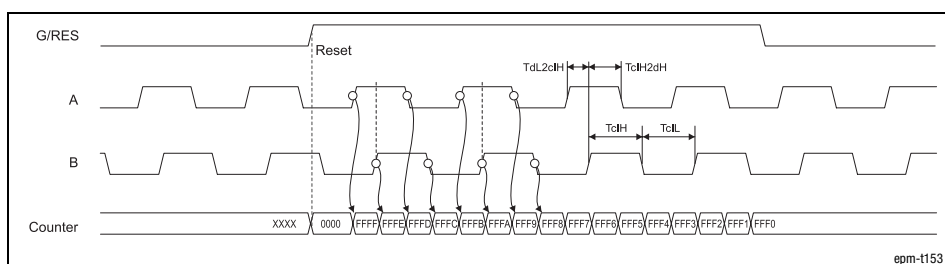 G/RES
Reset
TdL2clH TclH2dH
A
TclH TclL
B
Counter XXXX 0000 FFFF FFFE FFFD FFFC FFFB FFFA FFF9 FFF8 FFF7 FFF6 FFF5 FFF4 FFF3 FFF2 FFF1 FFF0
epm-t153